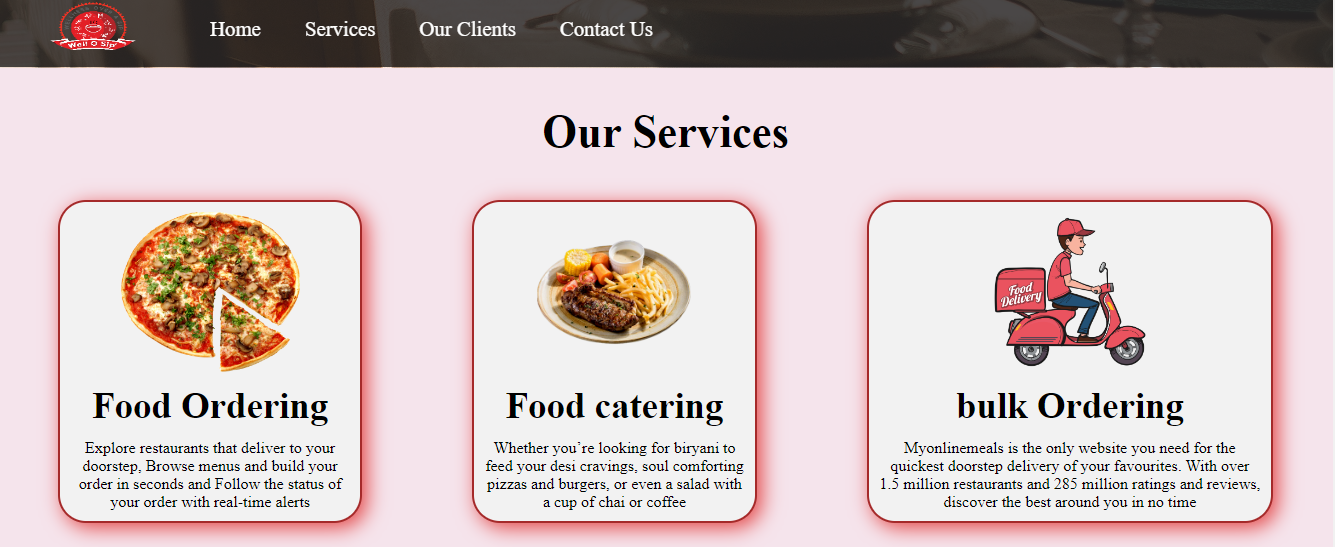 Well O Sip
Home Services Our Clients Contact Us
Our Services
Food Delivery
Food Ordering
Explore restaurants that deliver to your
doorstep, Browse menus and build your
order in seconds and Follow the status of
your order with real-time alerts
Food catering
Whether you’re looking for biryani to
feed your desi cravings, soul comforting
pizzas and burgers, or even a salad with
a cup of chai or coffee
bulk Ordering
Myonlinemeals is the only website you need for the
quickest doorstep delivery of your favourites. With over
1.5 million restaurants and 285 million ratings and reviews,
discover the best around you in no time